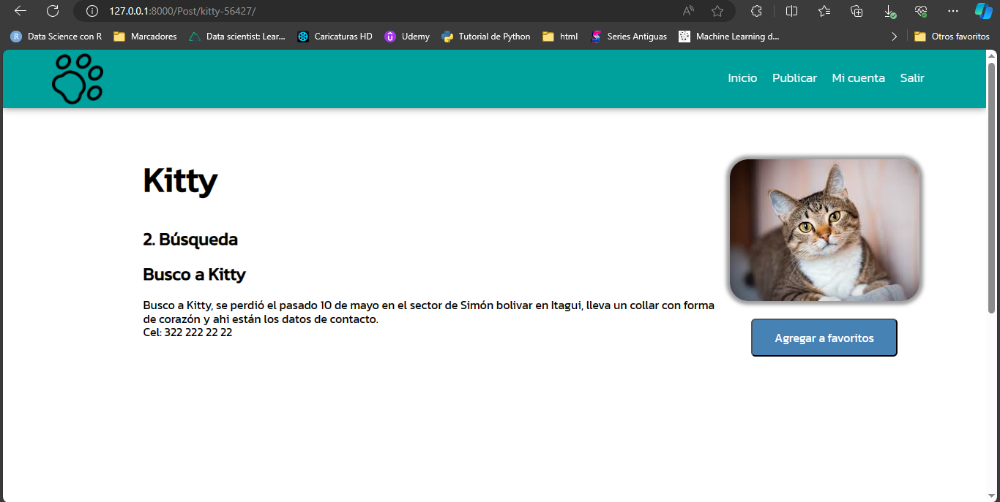 127.0.0.1:8000/Post/kitty-56427/
Data Science con R
Marcadores
Data scientist: Lear...
Caricaturas HD
Udemy
Tutorial de Python
html
Series Antiguas
Machine Learning d...
Otros favoritos
Inicio
Publicar
Mi cuenta
Salir
Kitty
2. Búsqueda
Busco a Kitty
Busco a Kitty, se perdió el pasado 10 de mayo en el sector de Simón bolivar en Itagui, lleva un collar con forma
de corazón y ahi están los datos de contacto.
Cel: 322 222 22 22
Agregar a favoritos